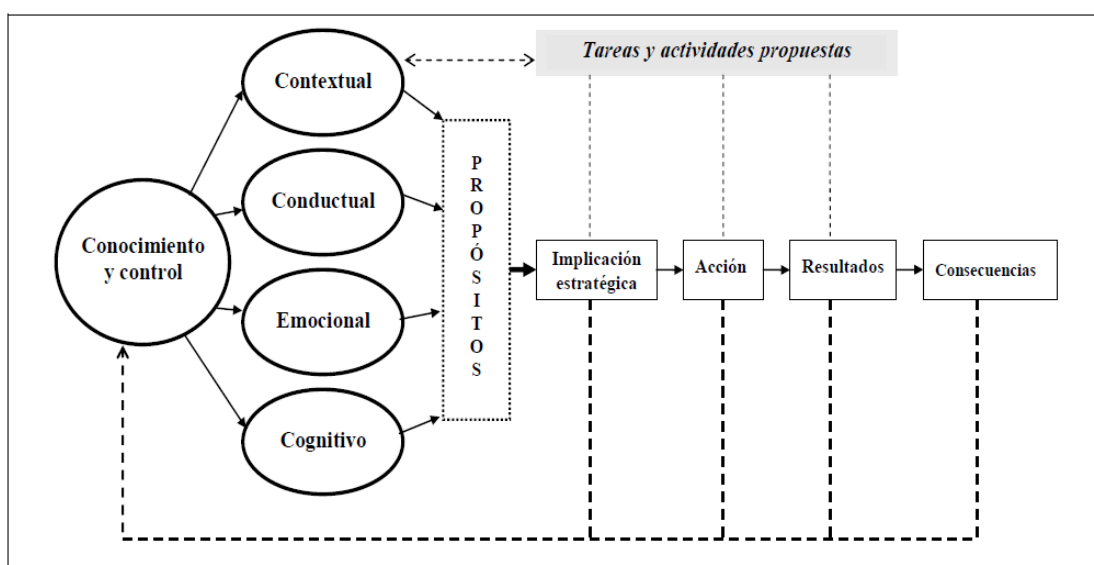 Tareas y actividades propuestas
Contextual
Conductual
Conocimiento
y control
Emocional
Cognitivo
P
R
O
P
Ó
S
I
T
O
S
Implicación
estratégica
Acción
Resultados
Consecuencias